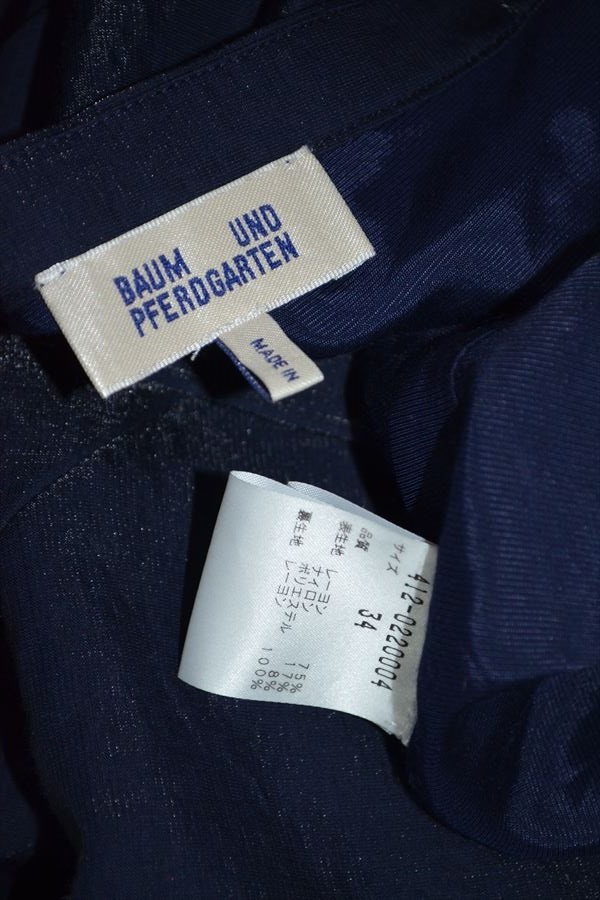 BAUM UND
PFERDGARTEN
MADE IN
412-0220004
サイズ 34
品質
表生地 レーヨン 75%
ナイロン 17%
ポリエステル 8%
裏生地 レーヨン 100%